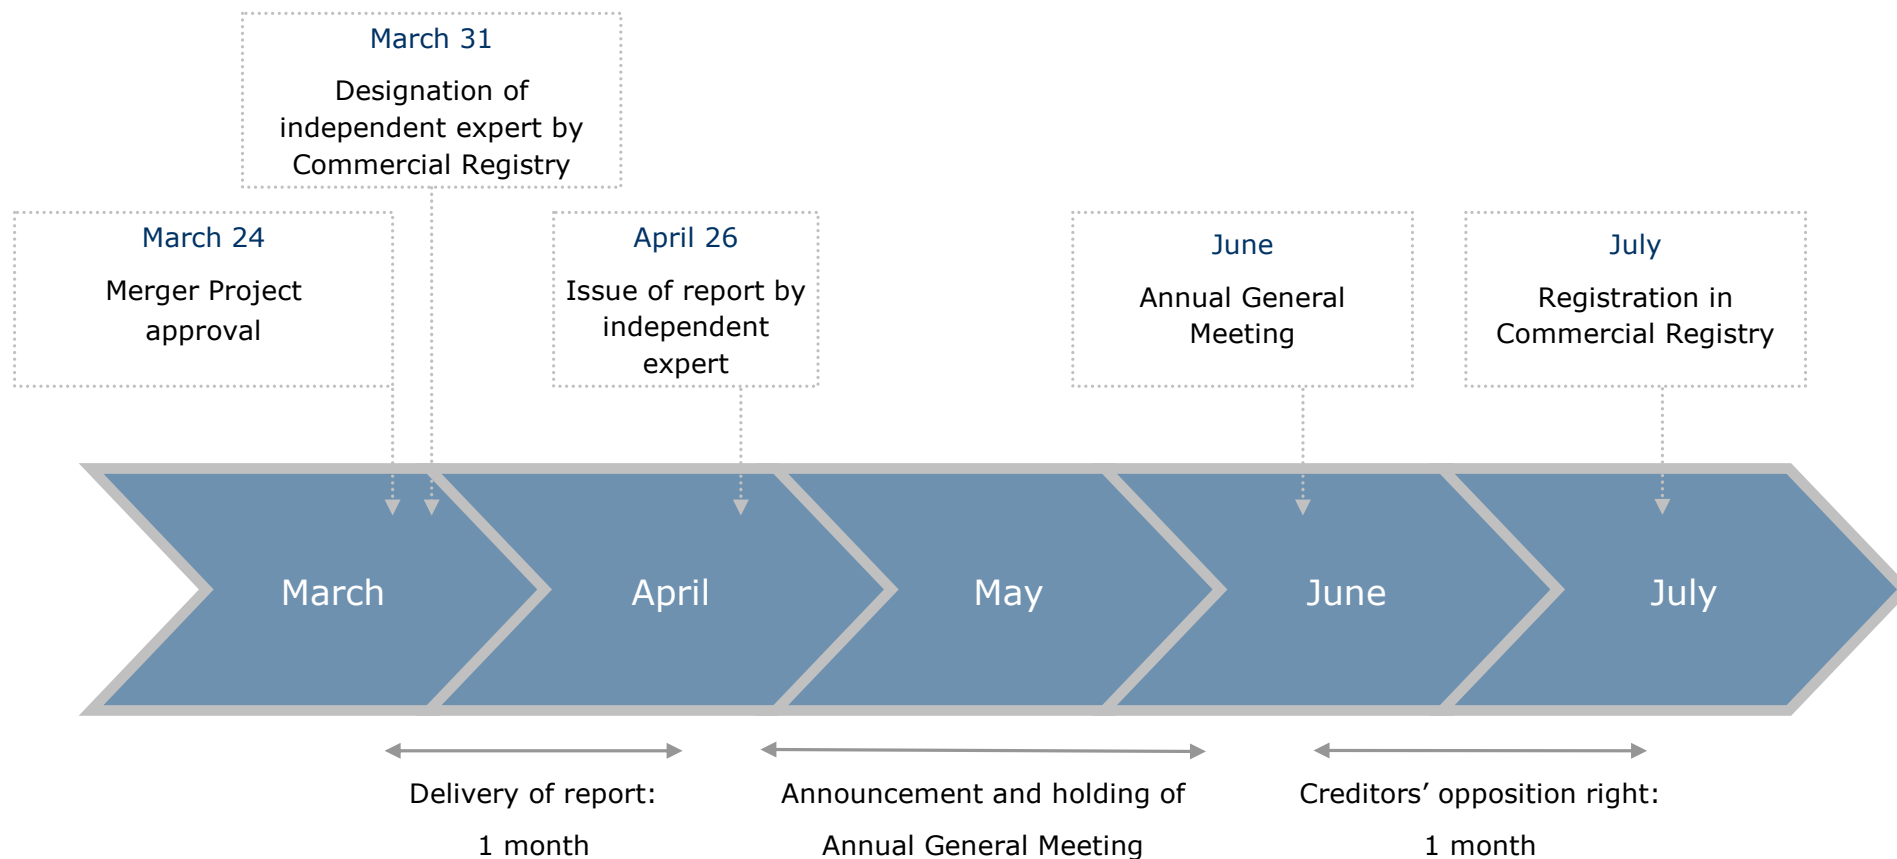 March 31
Designation of
independent expert by
Commercial Registry
March 24
Merger Project
approval
April 26
Issue of report by
independent
expert
June
Annual General
Meeting
July
Registration in
Commercial Registry
March
April
May
June
July
Delivery of report:
1 month
Announcement and holding of
Annual General Meeting
Creditors’ opposition right:
1 month